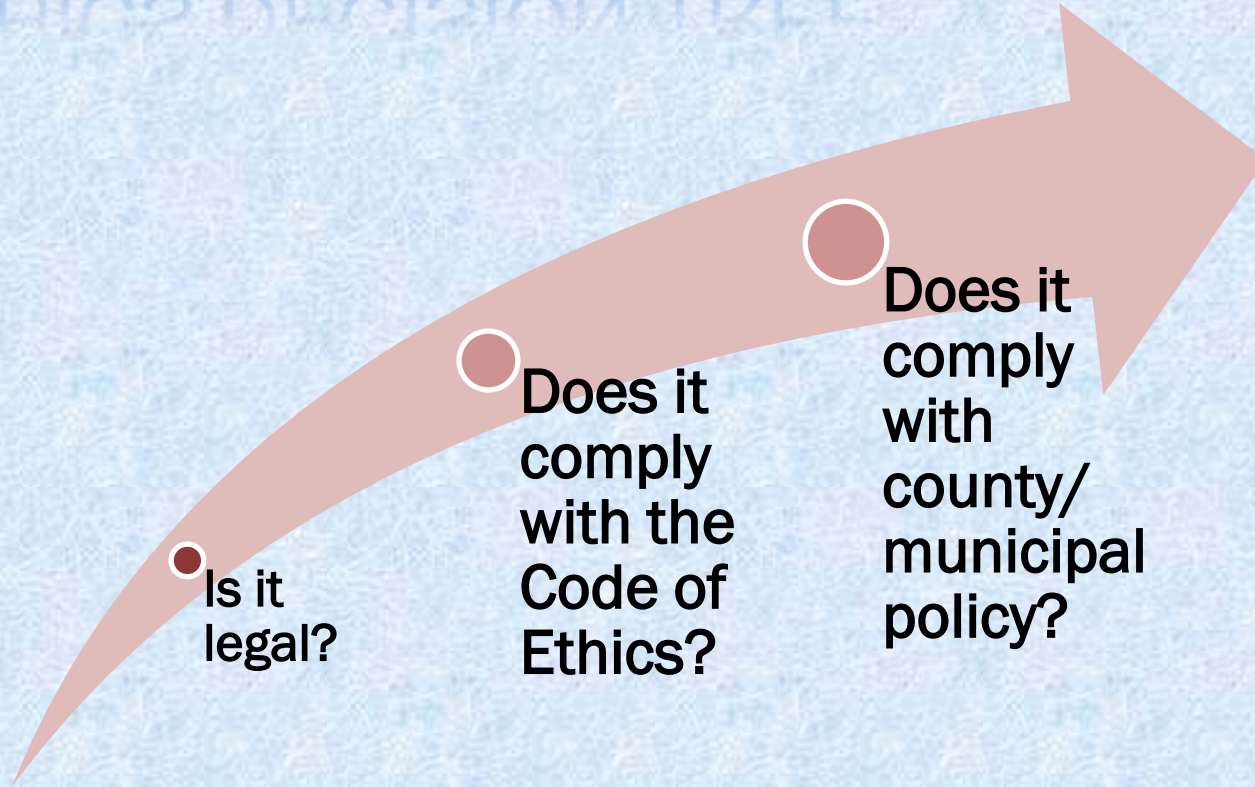 Is it
legal?
Does it
comply
with the
Code of
Ethics?
Does it
comply
with
county/
municipal
policy?